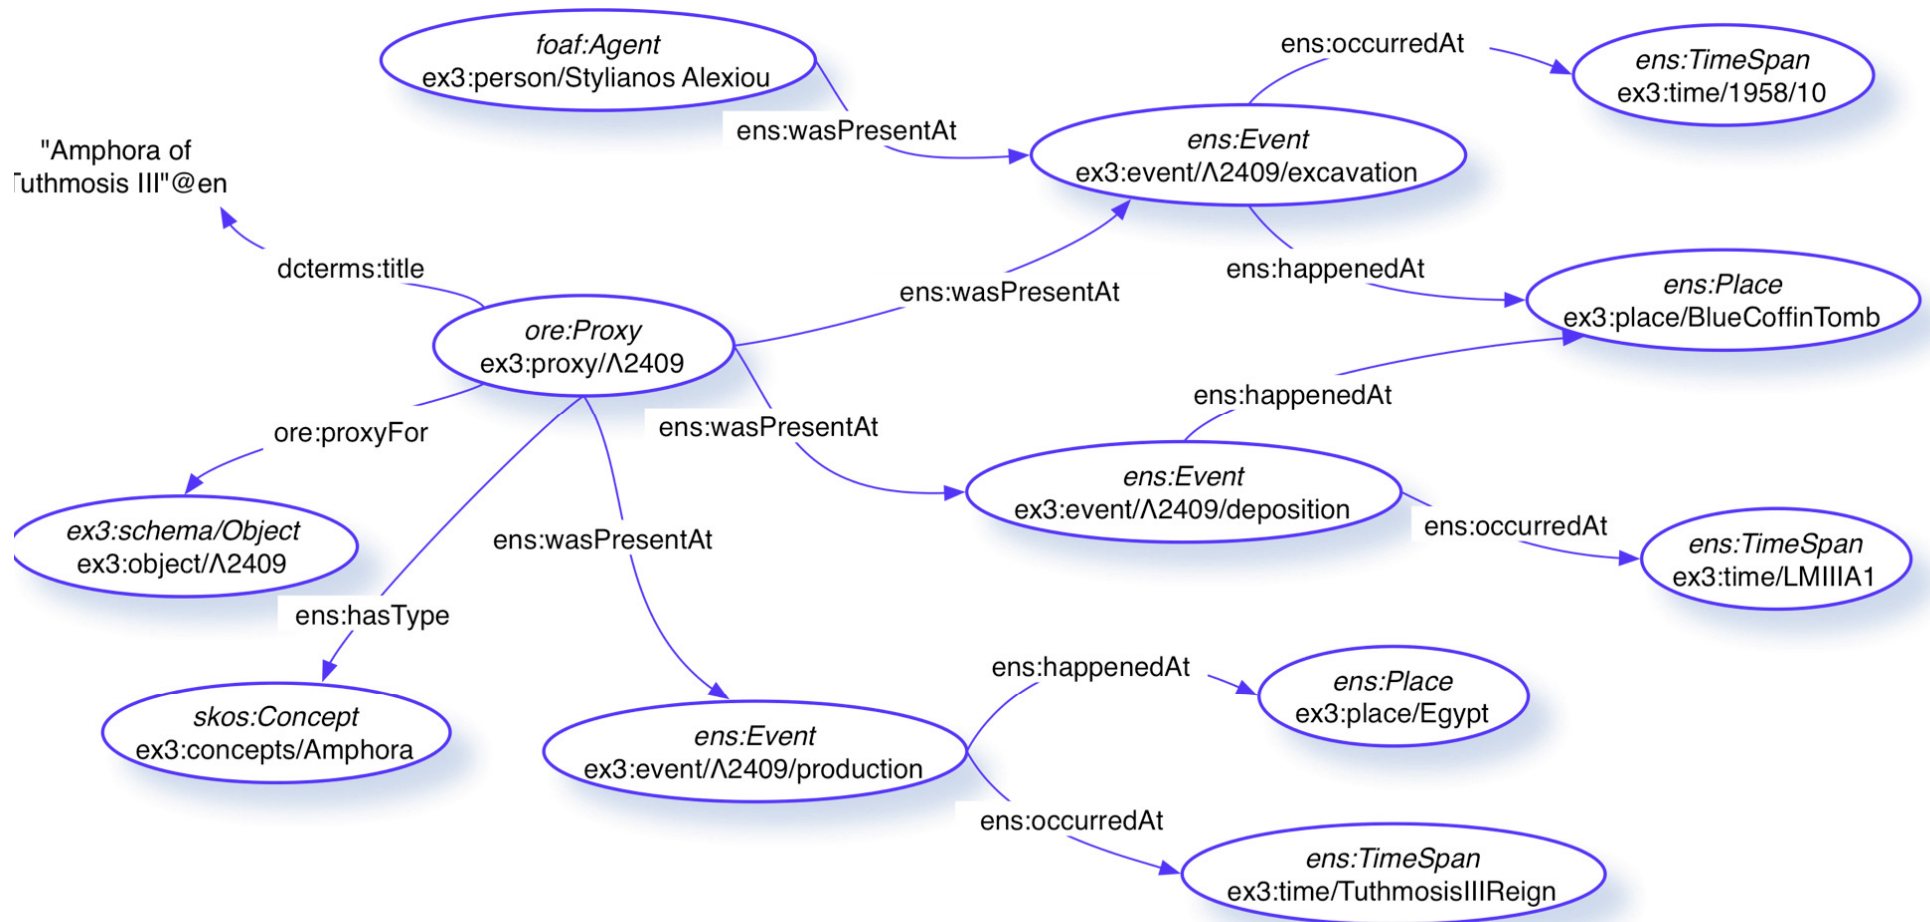 foaf:Agent
ex3:person/Stylianos Alexiou
ens:occurredAt
ens:TimeSpan
ex3:time/1958/10
ens:wasPresentAt
ens:Event
ex3:event/Λ2409/excavation
"Amphora of
Tuthmosis III"@en
dcterms:title
ens:wasPresentAt
ens:happenedAt
ens:Place
ex3:place/BlueCoffinTomb
ore:Proxy
ex3:proxy/Λ2409
ens:happenedAt
ore:proxyFor
ens:wasPresentAt
ens:Event
ex3:event/Λ2409/deposition
ens:occurredAt
ens:TimeSpan
ex3:time/LMIIIA1
ex3:schema/Object
ex3:object/Λ2409
ens:wasPresentAt
ens:hasType
skos:Concept
ex3:concepts/Amphora
ens:Event
ex3:event/Λ2409/production
ens:happenedAt
ens:Place
ex3:place/Egypt
ens:occurredAt
ens:TimeSpan
ex3:time/TuthmosisIIIReign